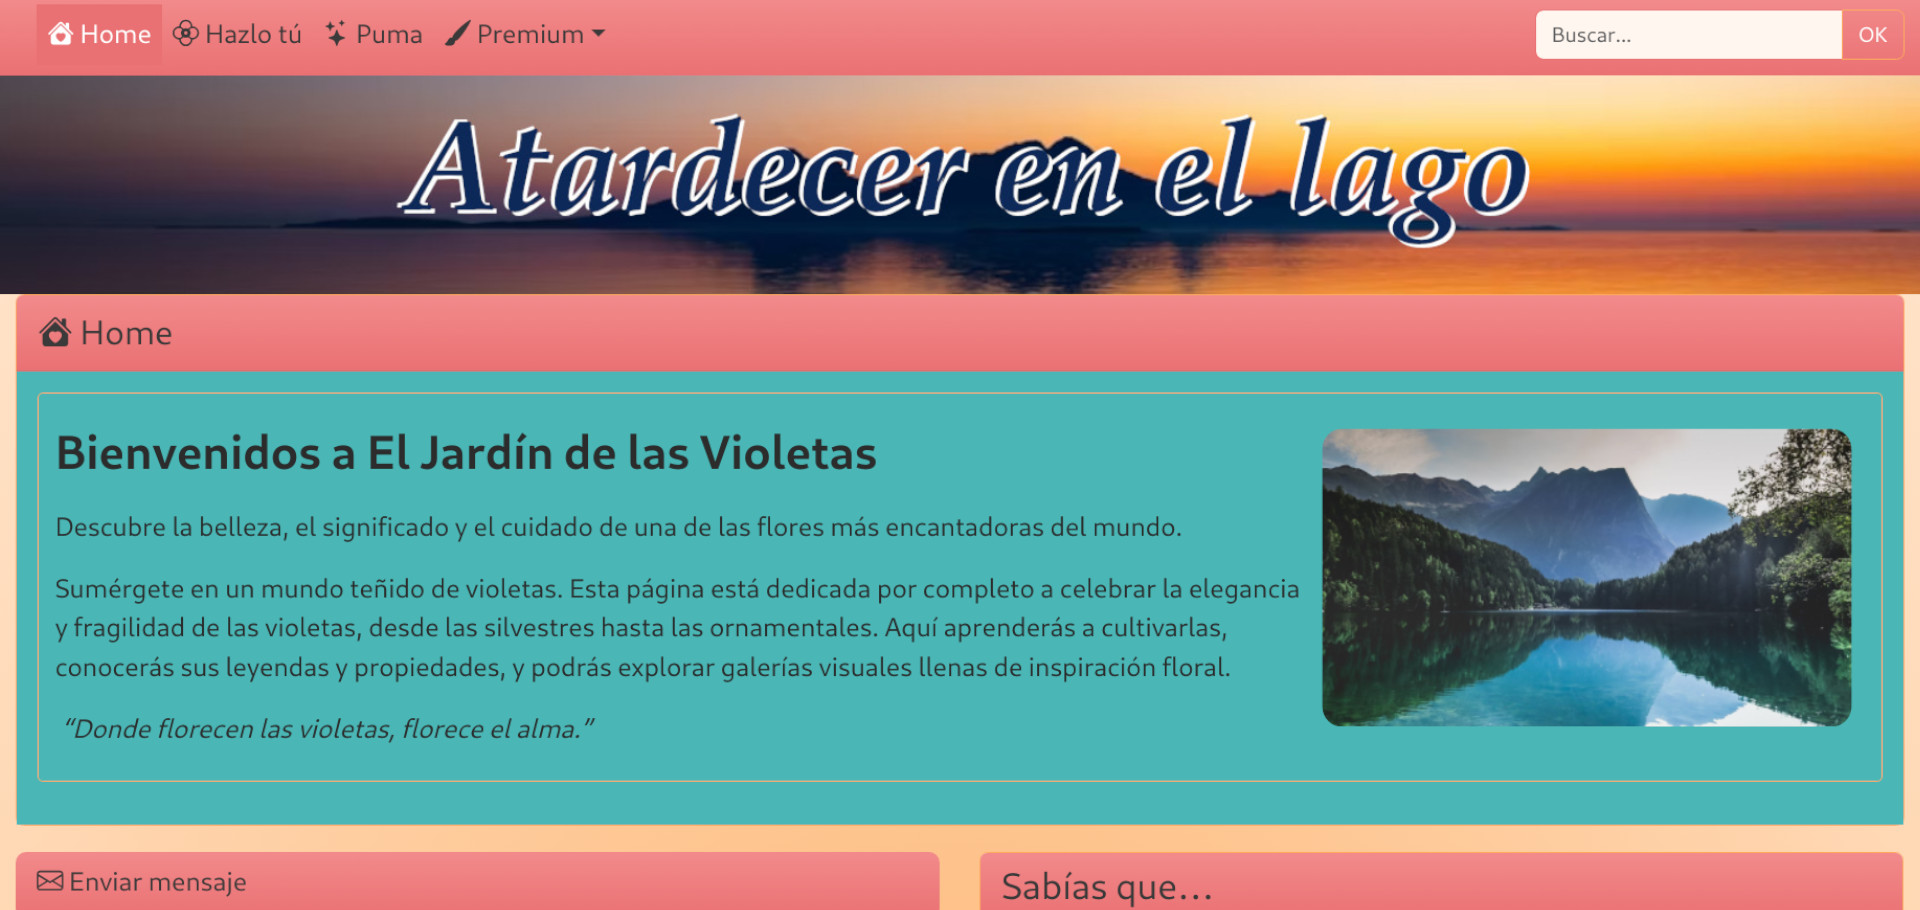 Home Hazlo tú Puma Premium Buscar... OK
Atardecer en el lago
Home
Bienvenidos a El Jardín de las Violetas
Descubre la belleza, el significado y el cuidado de una de las flores más encantadoras del mundo.
Sumérgete en un mundo teñido de violetas. Esta página está dedicada por completo a celebrar la elegancia
y fragilidad de las violetas, desde las silvestres hasta las ornamentales. Aquí aprenderás a cultivarlas,
conocerás sus leyendas y propiedades, y podrás explorar galerías visuales llenas de inspiración floral.
“Donde florecen las violetas, florece el alma.”
Enviar mensaje
Sabías que...